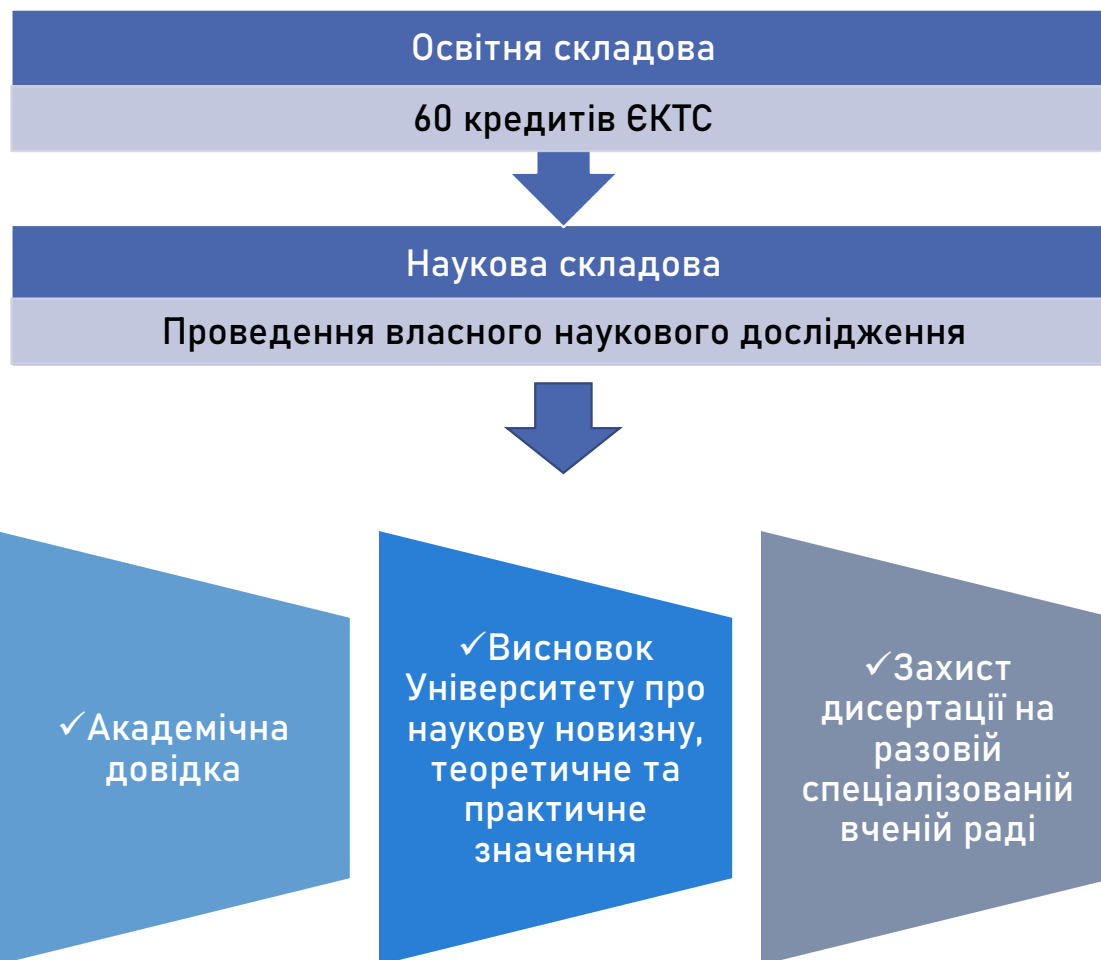 Освітня складова
60 кредитів ЄКТС
Наукова складова
Проведення власного наукового дослідження
✓Академічна
довідка
✓Висновок
Університету про
наукову новизну,
теоретичне та
практичне
значення
✓Захист
дисертації на
разовій
спеціалізованій
вченій раді